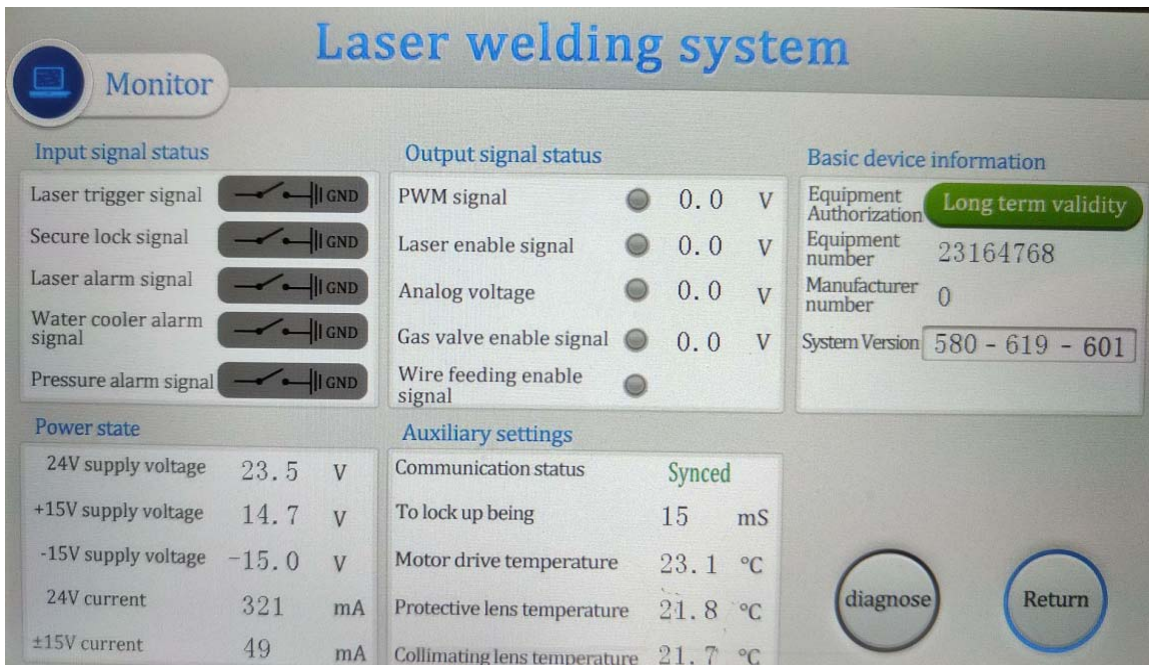 Laser welding system
Monitor
Input signal status
Laser trigger signal GND
Secure lock signal GND
Laser alarm signal GND
Water cooler alarm
signal GND
Pressure alarm signal GND
Output signal status
PWM signal 0.0 V
Laser enable signal 0.0 V
Analog voltage 0.0 V
Gas valve enable signal 0.0 V
Wire feeding enable
signal
Basic device information
Equipment
Authorization Long term validity
Equipment
number 23164768
Manufacturer
number 0
System Version 580 - 619 - 601
Power state
24V supply voltage 23.5 V
+15V supply voltage 14.7 V
-15V supply voltage -15.0 V
24V current 321 mA
±15V current 49 mA
Auxiliary settings
Communication status Synced
To lock up being 15 mS
Motor drive temperature 23.1 °C
Protective lens temperature 21.8 °C
Collimating lens temperature 21.7 °C
diagnose
Return